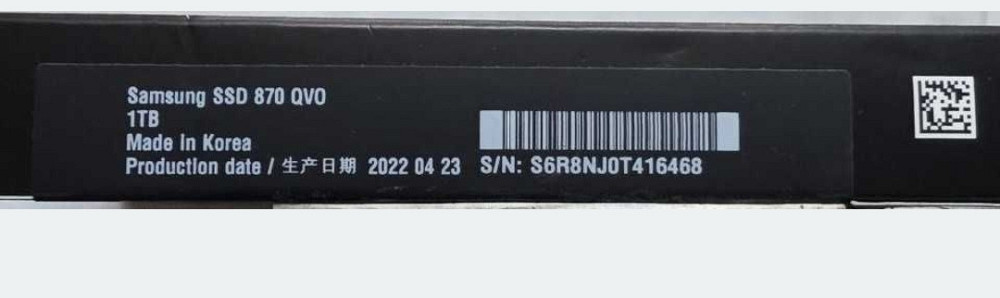 Samsung SSD 870 QVO
1TB
Made In Korea
Production date / 生产日期 2022 04 23 S/N: S6R8NJ0T416468